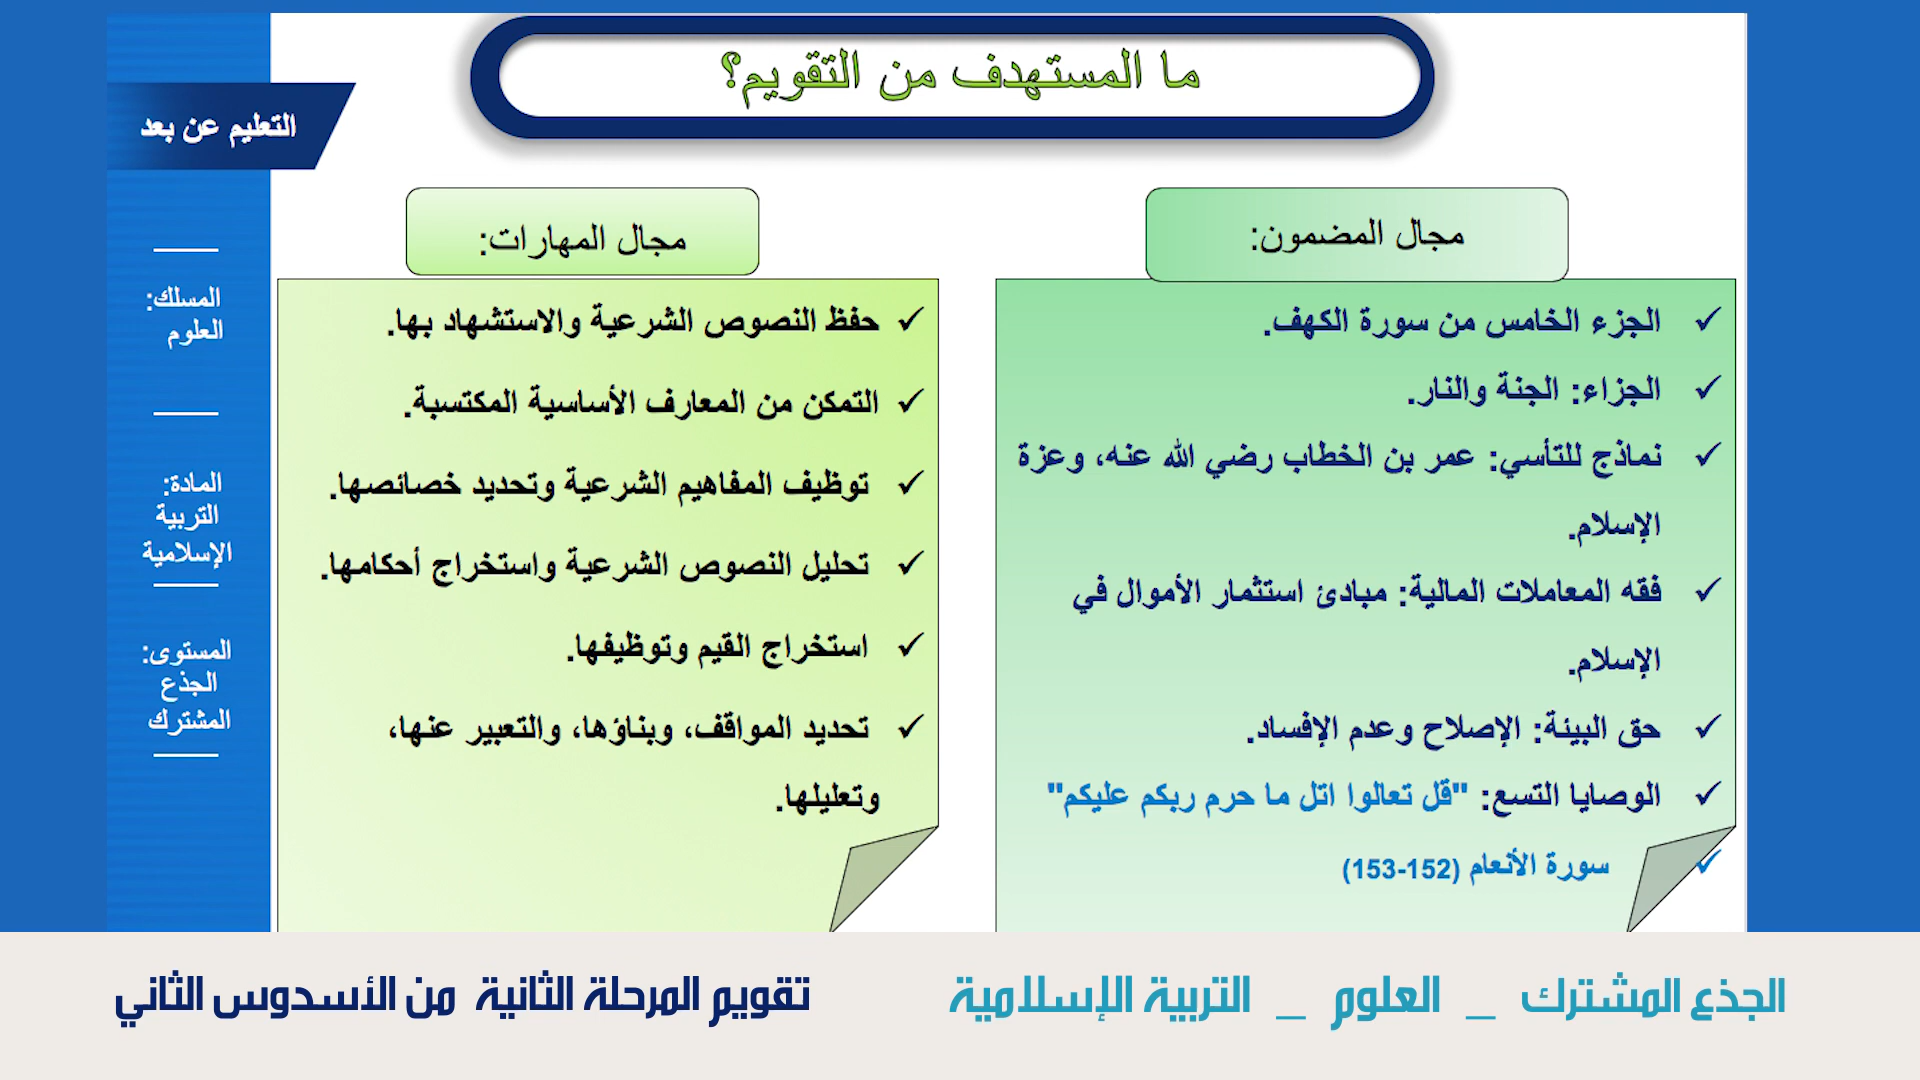 ما المستهدف من التقويم؟
التعليم عن بعد
المسلك:
العلوم
المادة:
التربية
الإسلامية
المستوى:
الجذع
المشترك
مجال المضمون:
الجزء الخامس من سورة الكهف.
الجزاء: الجنة والنار.
نماذج للتأسي: عمر بن الخطاب رضي الله عنه، وعزة
الإسلام.
فقه المعاملات المالية: مبادئ استثمار الأموال في
الإسلام.
حق البيئة: الإصلاح وعدم الإفساد.
الوصايا التسع: "قل تعالوا اتل ما حرم ربكم عليكم"
سورة الأنعام (152-153)
مجال المهارات:
حفظ النصوص الشرعية والاستشهاد بها.
التمكن من المعارف الأساسية المكتسبة.
توظيف المفاهيم الشرعية وتحديد خصائصها.
تحليل النصوص الشرعية واستخراج أحكامها.
استخراج القيم وتوظيفها.
تحديد المواقف، وبناؤها، والتعبير عنها،
وتعليلها.
الجذع المشترك _ العلوم _ التربية الإسلامية
تقويم المرحلة الثانية من الأسدوس الثاني